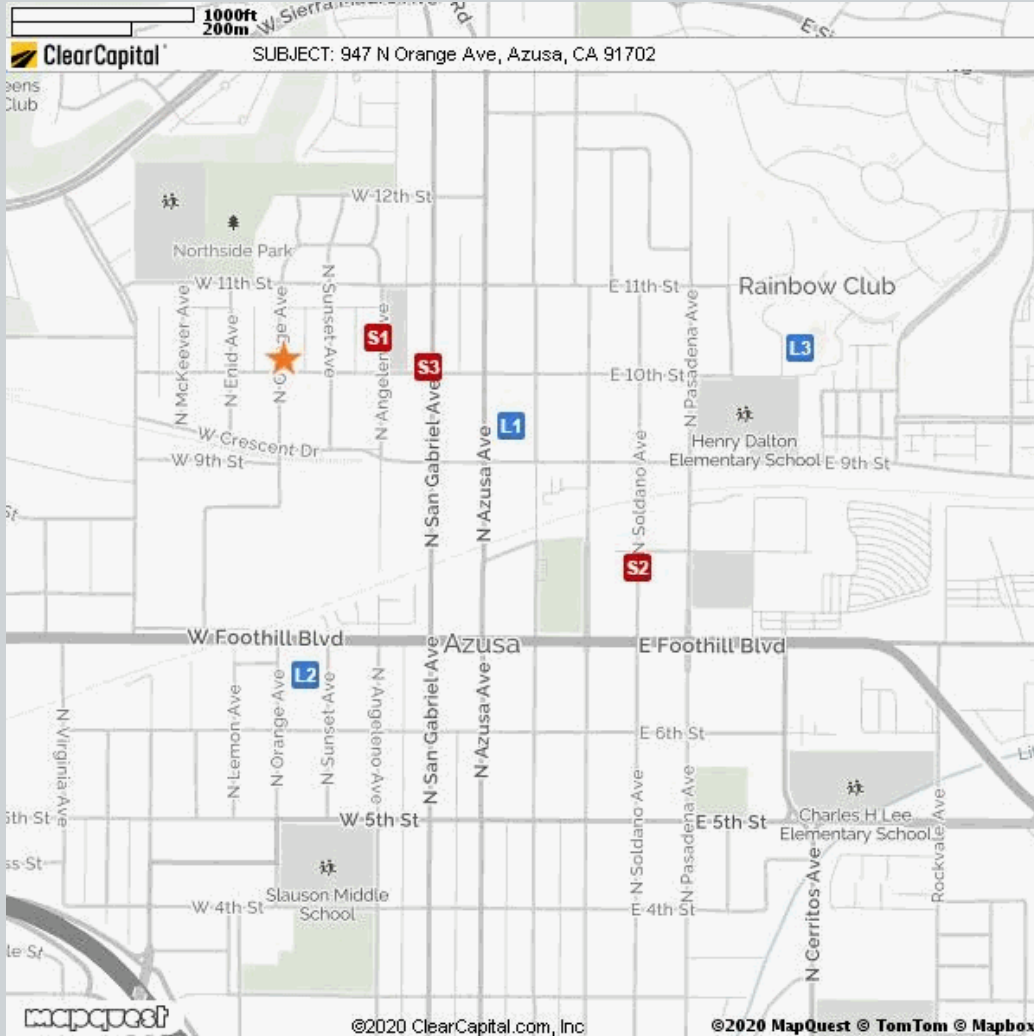 1000ft
200m
ClearCapital
SUBJECT: 947 N Orange Ave, Azusa, CA 91702
Rd
W 12th St
Northside Park
W 11th St
E 11th St
Rainbow Club
N McKeever Ave
N Enid Ave
N Sunset Ave
S1
S3
L3
E 10th St
N Pasadena Ave
L1
W Crescent Dr
W 9th St
N San Gabriel Ave
N Azusa Ave
N Soldano Ave
Henry Dalton
Elementary School
E 9th St
S2
W Foothill Blvd
Azusa
E Foothill Blvd
L2
N Virginia Ave
N Lemon Ave
N Orange Ave
N Sunset Ave
N Angeleno Ave
N San Gabriel Ave
N Azusa Ave
E 6th St
5th St
W 5th St
E 5th St
Charles H Lee
Elementary School
Slauson Middle
School
W 4th St
E 4th St
N Soldano Ave
N Pasadena Ave
N Cerritos Ave
Rockvale Ave
mapquest
©2020 ClearCapital.com, Inc
©2020 MapQuest © TomTom © Mapbox